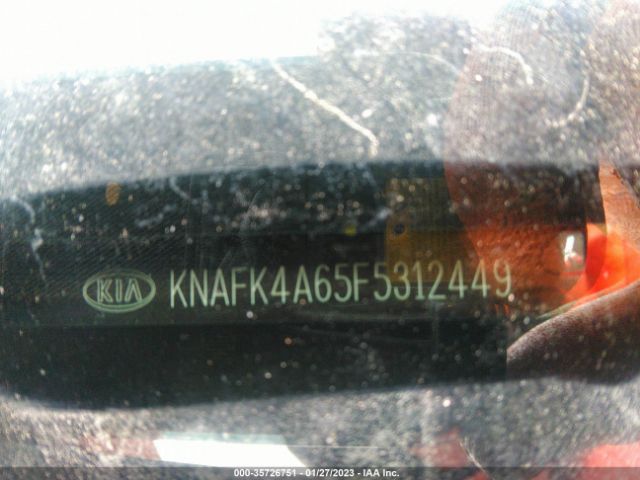 KIA KNAFK4A65F5312449
000-35726751 — 01/27/2023 - IAA Inc.